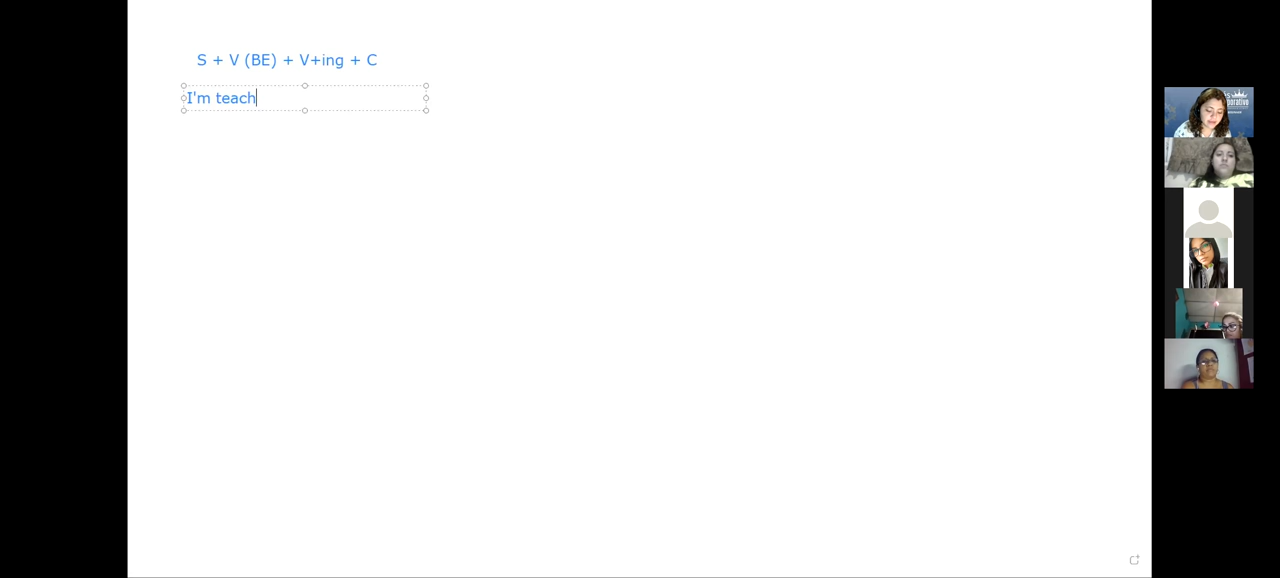 S + V (BE) + V+ing + C
I'm teach